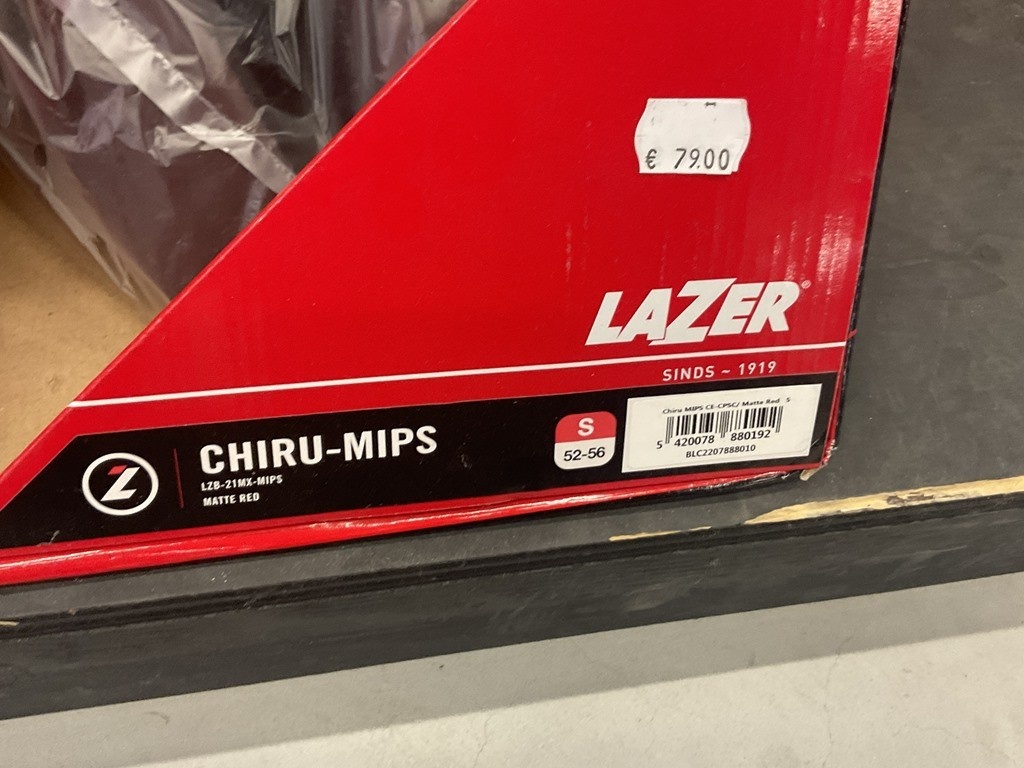 € 79.00
LAZER®
SINDS ~ 1919
CHIRU-MIPS
LZB-21MX-MIPS
MATTE RED
S
52-56
Chiru MIPS CE-CPSC/ Matte Red S
5 420078 880192
BLC2207888010